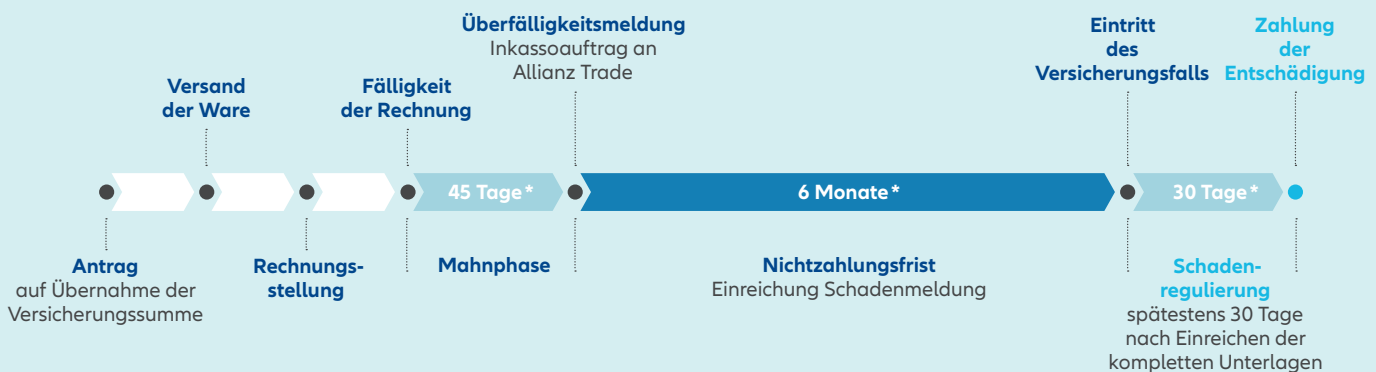 Überfälligkeitsmeldung
Inkassoauftrag an
Allianz Trade
Eintritt
des
Versicherungsfalls
Zahlung
der
Entschädigung
Versand
der Ware
Fälligkeit
der Rechnung
45 Tage*
6 Monate*
30 Tage*
Antrag
auf Übernahme der
Versicherungssumme
Rechnungs-
stellung
Mahnphase
Nichtzahlungsfrist
Einreichung Schadenmeldung
Schaden-
regulierung
spätestens 30 Tage
nach Einreichen der
kompletten Unterlagen